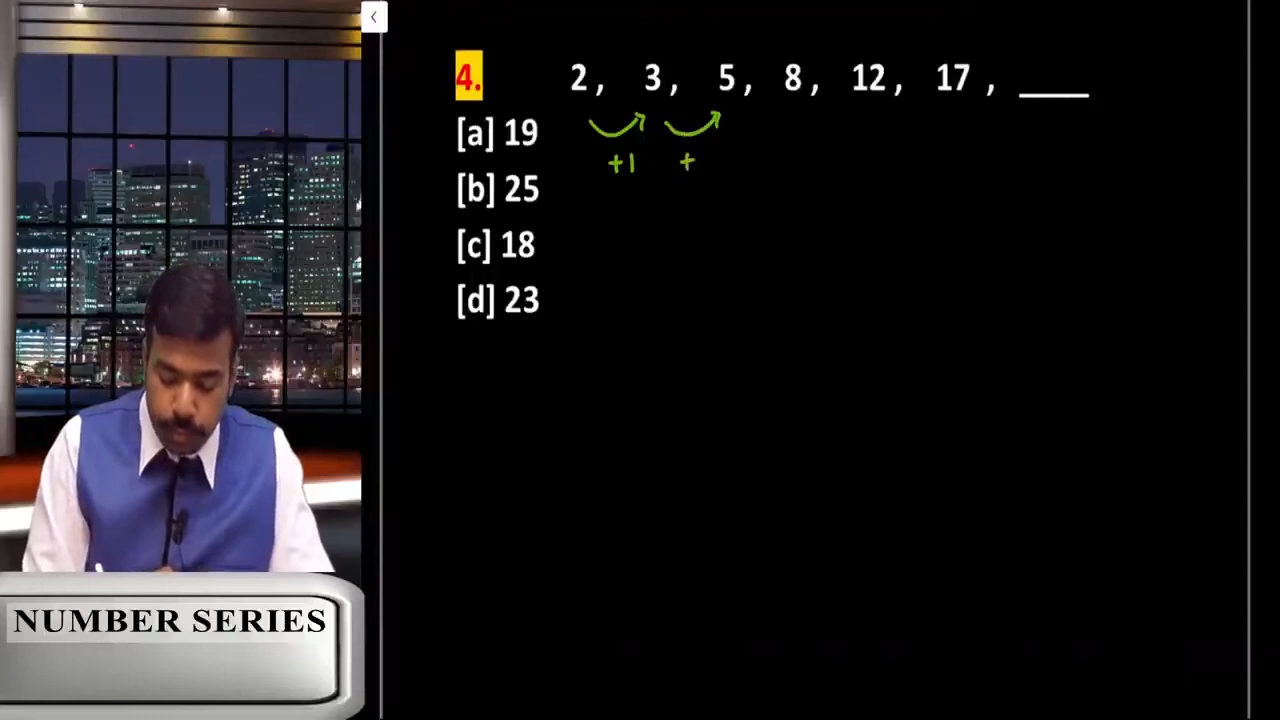 4. 2, 3, 5, 8, 12, 17, ____
+1 +
[a] 19
[b] 25
[c] 18
[d] 23
NUMBER SERIES